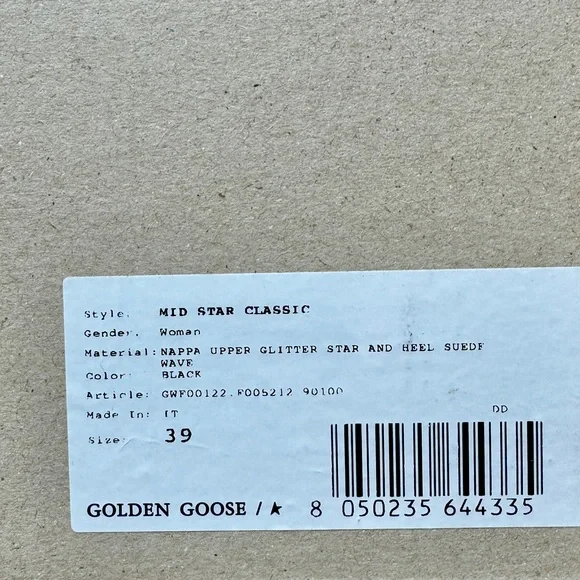 Style: MID STAR CLASSIC
Gender: Woman
Material: NAPPA UPPER GLITTER STAR AND HEEL SUEDE
WAVE
Color: BLACK
Article: GWF00122.F005212 90100
Made In: IT
DD
Size: 39
GOLDEN GOOSE / ★ 8 050235 644335